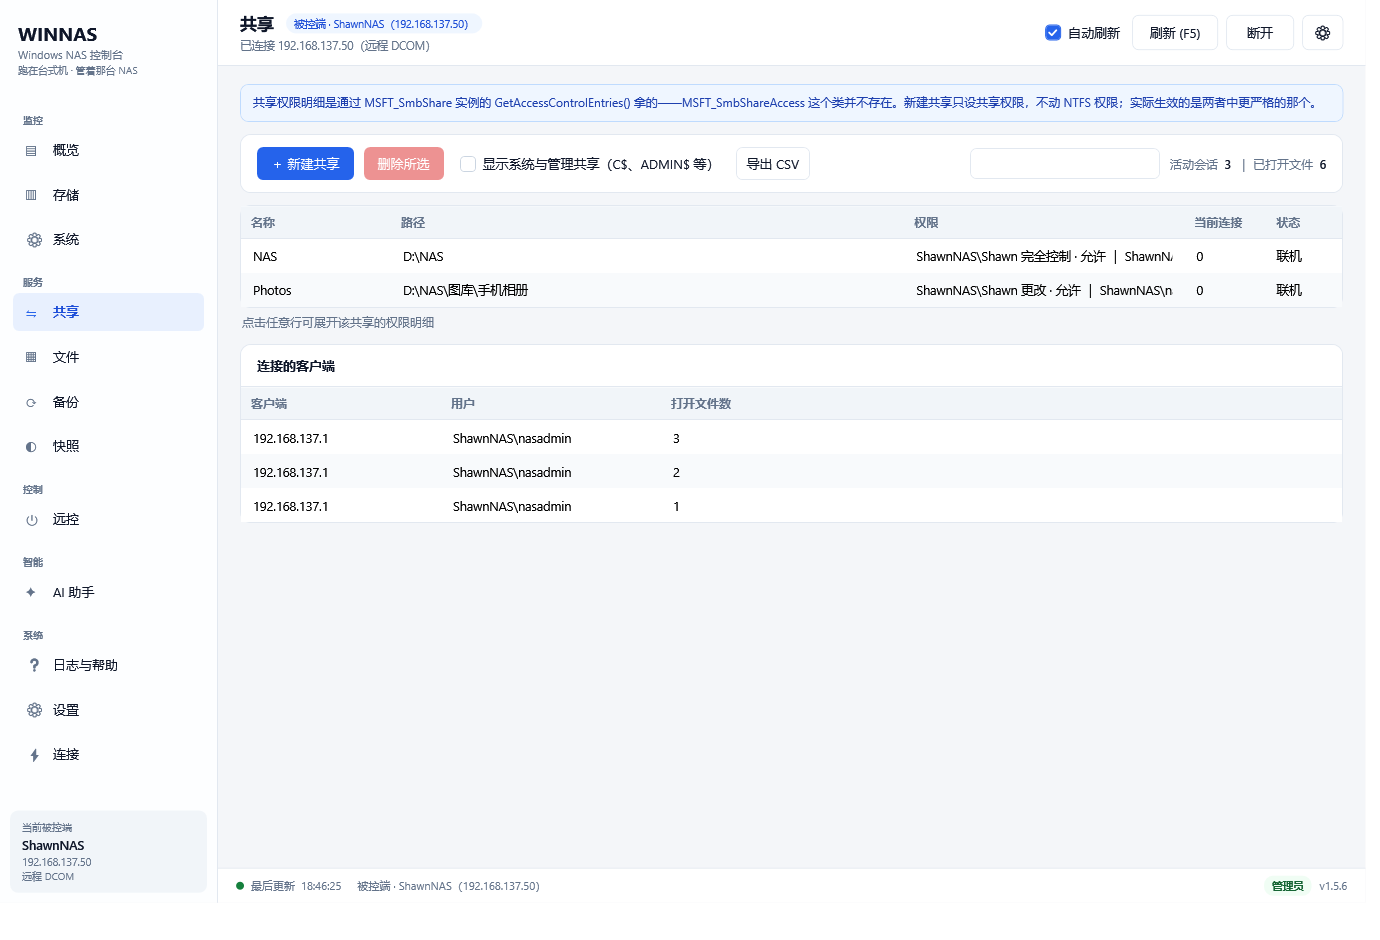 WINNAS
Windows NAS 控制台
跑在台式机 · 管着那台 NAS
监控
概览
存储
系统
服务
共享
文件
备份
快照
控制
远控
智能
AI 助手
系统
日志与帮助
设置
连接
当前被控端
ShawnNAS
192.168.137.50
远程 DCOM
共享 被控端 · ShawnNAS（192.168.137.50）
已连接 192.168.137.50（远程 DCOM）
自动刷新 刷新 (F5) 断开
共享权限明细是通过 MSFT_SmbShare 实例的 GetAccessControlEntries() 拿的——MSFT_SmbShareAccess 这个类并不存在。新建共享只设共享权限，不动 NTFS 权限；实际生效的是两者中更严格的那个。
+ 新建共享 删除所选 显示系统与管理共享（C$、ADMIN$ 等） 导出 CSV 活动会话 3 | 已打开文件 6
名称 路径 权限 当前连接 状态
NAS D:\NAS ShawnNAS\Shawn 完全控制 · 允许 | ShawnN 0 联机
Photos D:\NAS\图库\手机相册 ShawnNAS\Shawn 更改 · 允许 | ShawnNAS\n 0 联机
点击任意行可展开该共享的权限明细
连接的客户端
客户端 用户 打开文件数
192.168.137.1 ShawnNAS\nasadmin 3
192.168.137.1 ShawnNAS\nasadmin 2
192.168.137.1 ShawnNAS\nasadmin 1
最后更新 18:46:25 被控端 · ShawnNAS（192.168.137.50） 管理员 v1.5.6